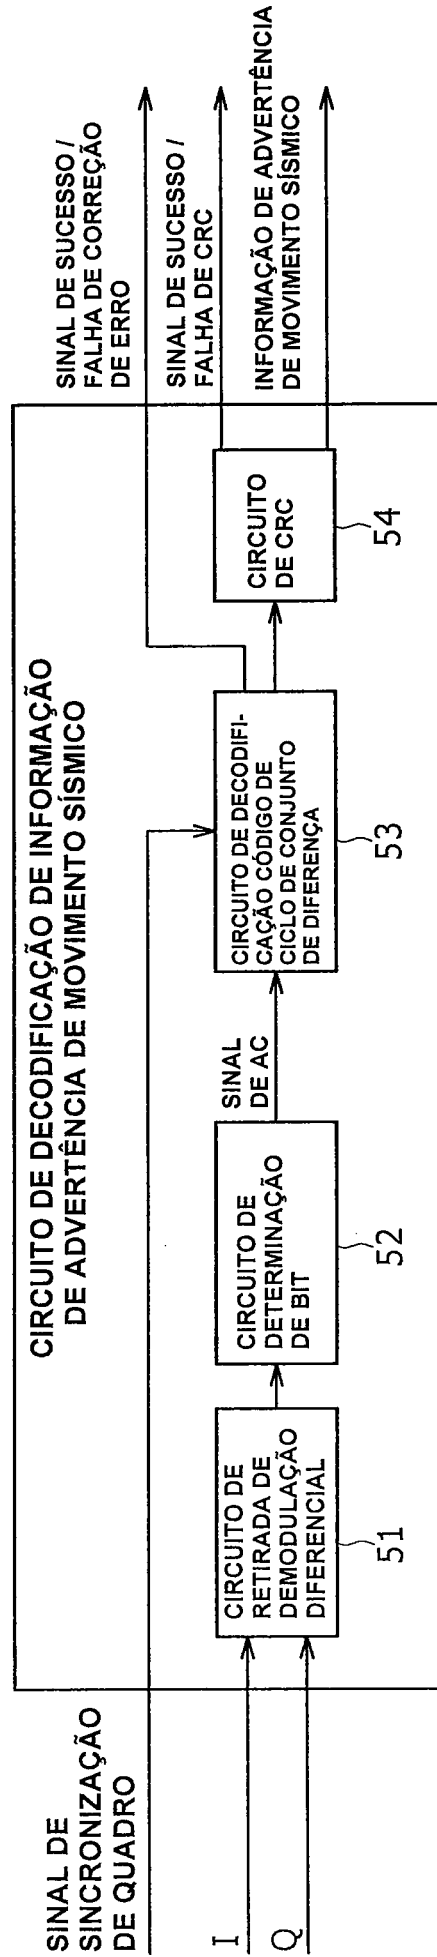 CIRCUITO DE DECODIFICAÇÃO DE INFORMAÇÃO
DE ADVERTÊNCIA DE MOVIMENTO SÍSMICO
SINAL DE
SINCRONIZAÇÃO
DE QUADRO
I
Q
CIRCUITO DE
RETIRADA DE
DEMODULAÇÃO
DIFERENCIAL
51
CIRCUITO DE
DETERMINAÇÃO
DE BIT
52
SINAL
DE AC
CIRCUITO DE DECODIFI-
CAÇÃO CÓDIGO DE
CICLO DE CONJUNTO
DE DIFERENÇA
53
CIRCUITO
DE CRC
54
SINAL DE SUCESSO /
FALHA DE CORREÇÃO
DE ERRO
SINAL DE SUCESSO /
FALHA DE CRC
INFORMAÇÃO DE ADVERTÊNCIA
DE MOVIMENTO SÍSMICO